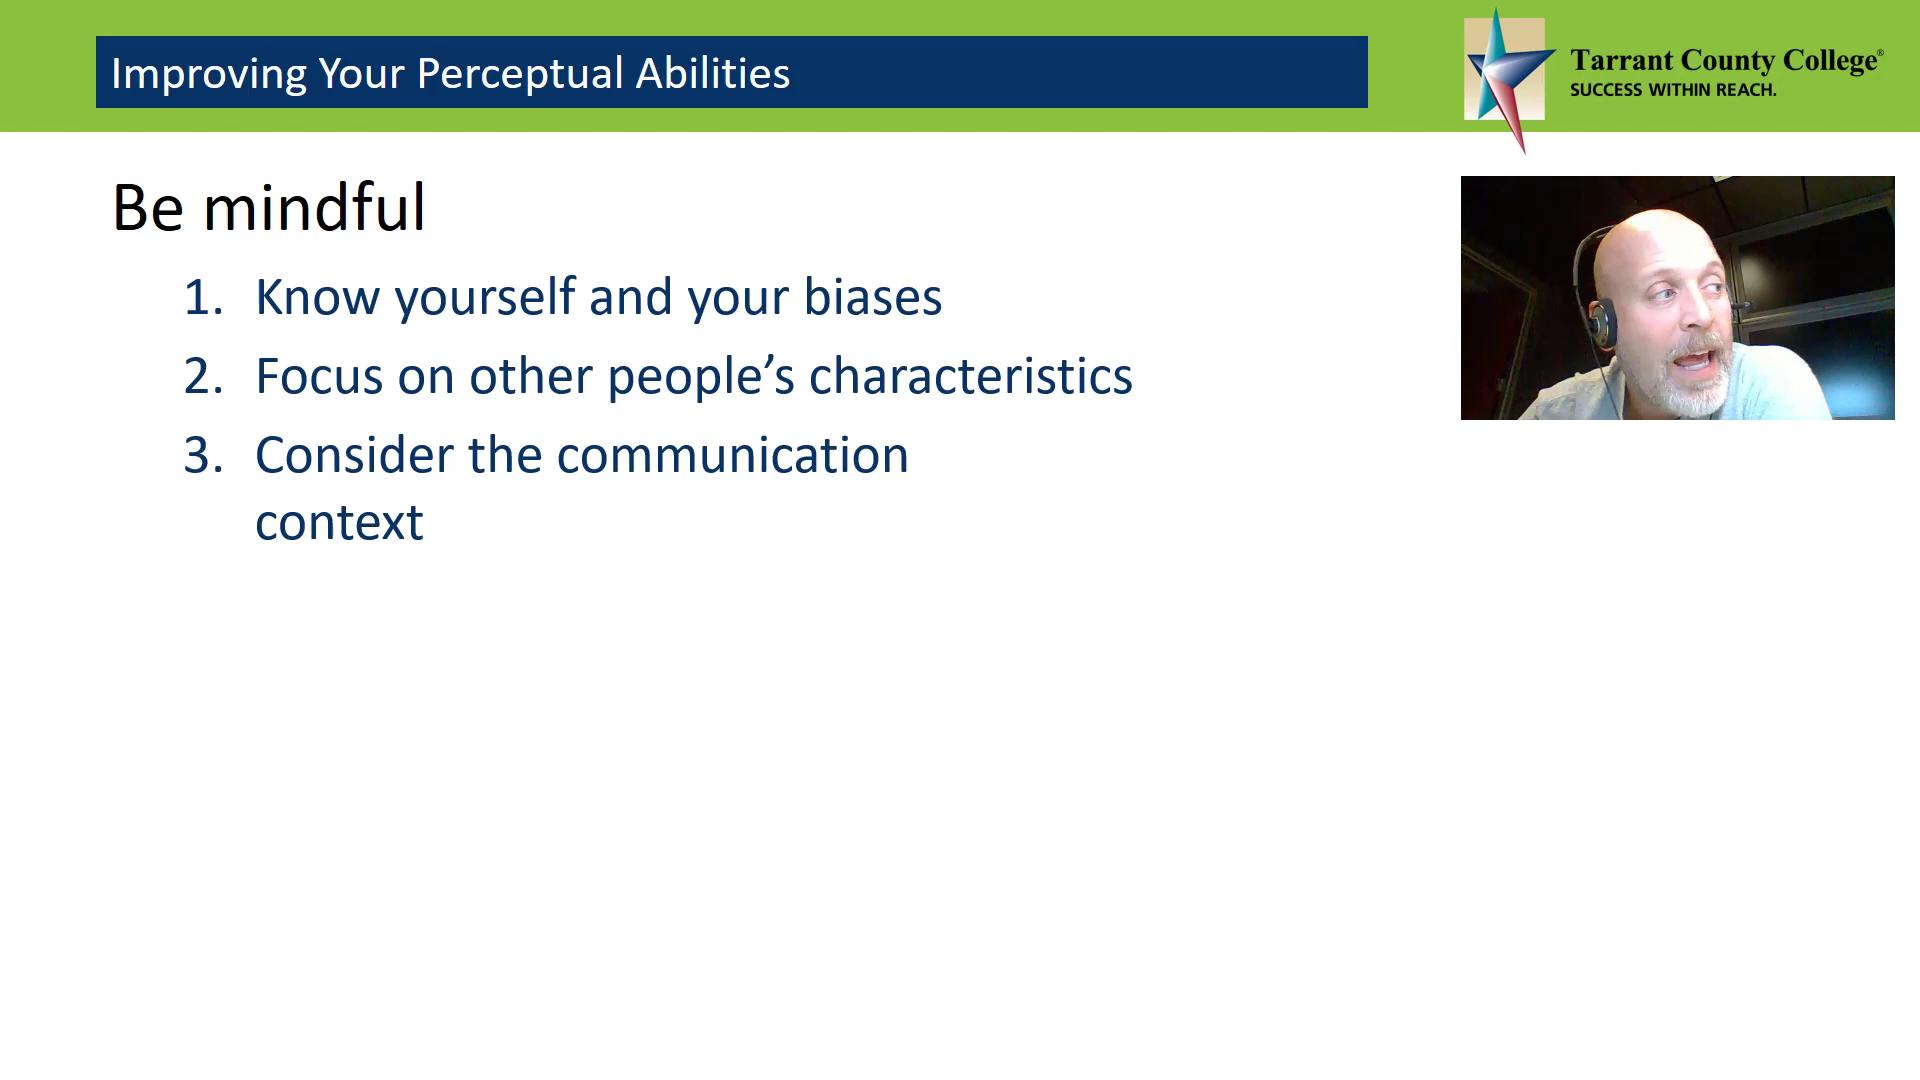 Improving Your Perceptual Abilities
Tarrant County College®
SUCCESS WITHIN REACH.
Be mindful
1. Know yourself and your biases
2. Focus on other people’s characteristics
3. Consider the communication
context